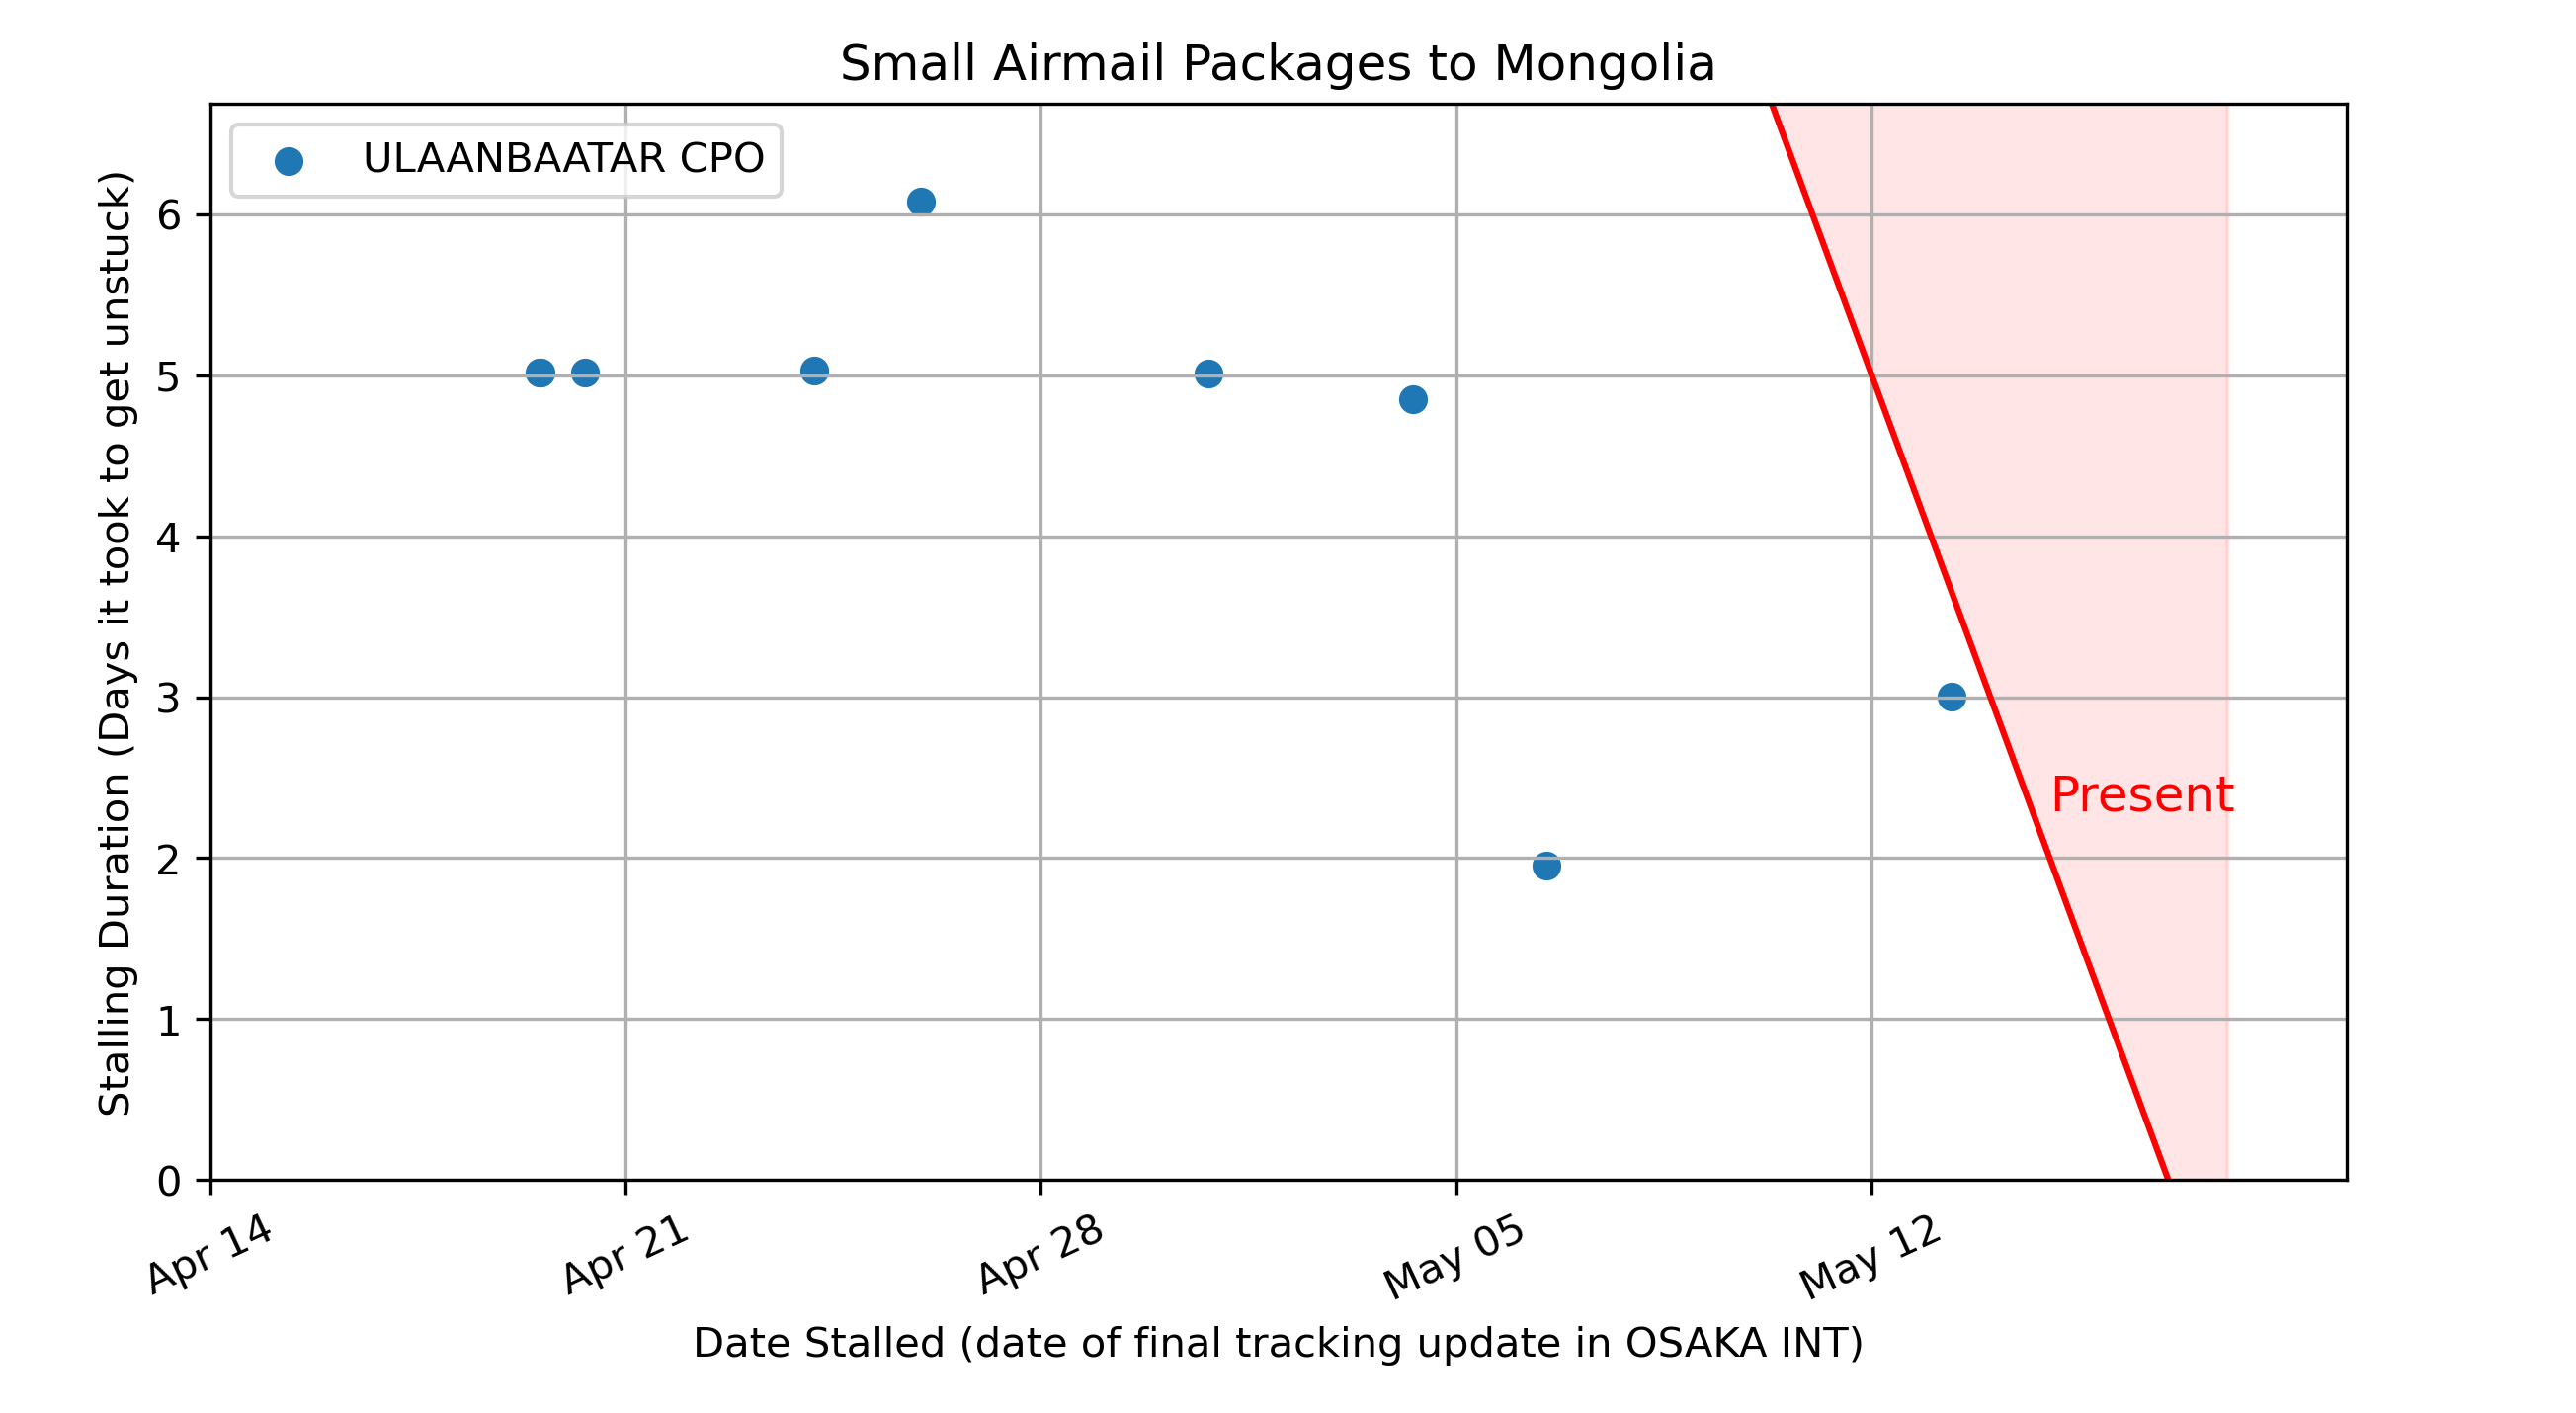 Small Airmail Packages to Mongolia
ULAANBAATAR CPO
Stalling Duration (Days it took to get unstuck)
6
5
4
3
2
1
0
Present
Apr 14
Apr 21
Apr 28
May 05
May 12
Date Stalled (date of final tracking update in OSAKA INT)